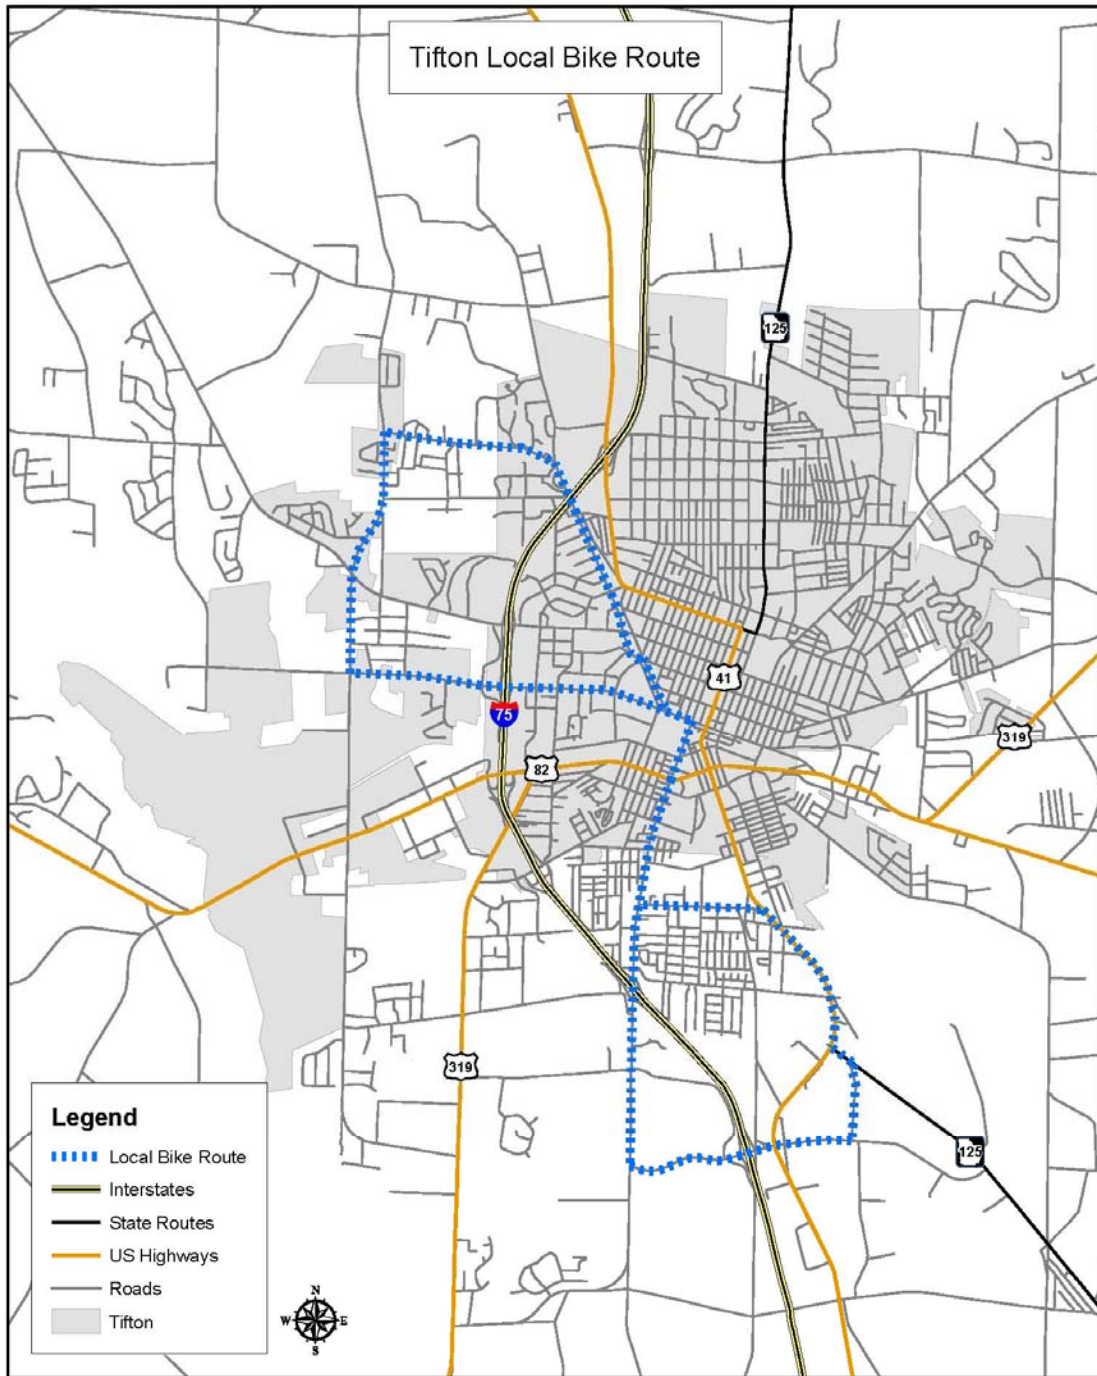 Tifton Local Bike Route
125
41
75
319
82
319
125
Legend
Local Bike Route
Interstates
State Routes
US Highways
Roads
Tifton
N
W E
S